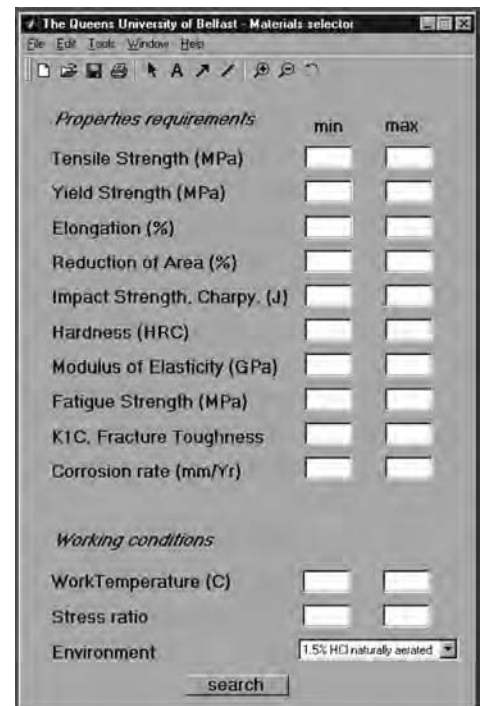 The Queens University of Belfast - Materials selector
File Edit Tools Window Help
A
Properties requirements min max
Tensile Strength (MPa)
Yield Strength (MPa)
Elongation (%)
Reduction of Area (%)
Impact Strength, Charpy, (J)
Hardness (HRC)
Modulus of Elasticity (GPa)
Fatigue Strength (MPa)
K1C, Fracture Toughness
Corrosion rate (mm/Yr)
Working conditions
WorkTemperature (C)
Stress ratio
Environment 1.5% HCl naturally aerated
search